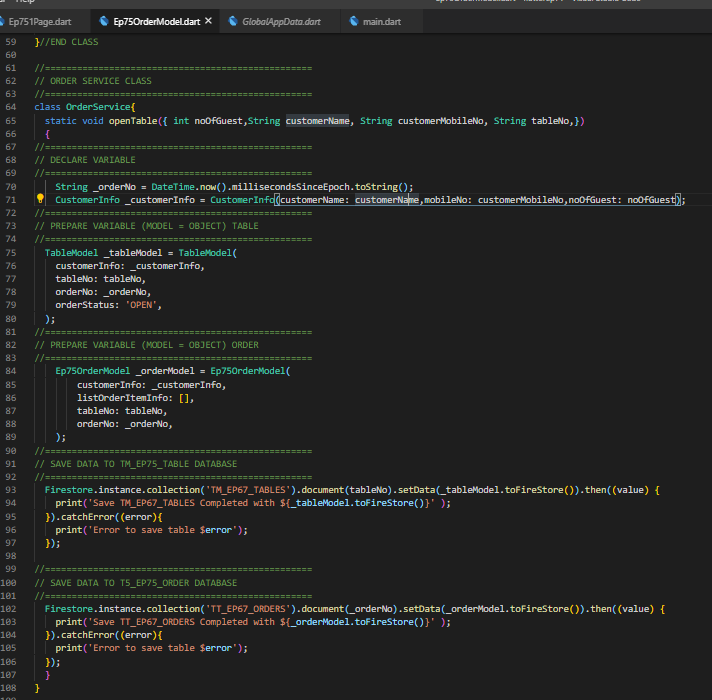 Help
Ep751Page.dart Ep75OrderModel.dart × GlobalAppData.dart main.dart
59 }//END CLASS
60
61 //===================================================
62 // ORDER SERVICE CLASS
63 //===================================================
64 class OrderService{
65 static void openTable({ int noOfGuest,String customerName, String customerMobileNo, String tableNo,})
66 {
67 //===================================================
68 // DECLARE VARIABLE
69 //===================================================
70 String _orderNo = DateTime.now().millisecondsSinceEpoch.toString();
71 CustomerInfo _customerInfo = CustomerInfo(customerName: customerName,mobileNo: customerMobileNo,noOfGuest: noOfGuest);
72 //===================================================
73 // PREPARE VARIABLE (MODEL = OBJECT) TABLE
74 //===================================================
75 TableModel _tableModel = TableModel(
76 customerInfo: _customerInfo,
77 tableNo: tableNo,
78 orderNo: _orderNo,
79 orderStatus: 'OPEN',
80 );
81 //===================================================
82 // PREPARE VARIABLE (MODEL = OBJECT) ORDER
83 //===================================================
84 Ep75OrderModel _orderModel = Ep75OrderModel(
85 customerInfo: _customerInfo,
86 listOrderItemInfo: [],
87 tableNo: tableNo,
88 orderNo: _orderNo,
89 );
90 //===================================================
91 // SAVE DATA TO TM_EP75_TABLE DATABASE
92 //===================================================
93 Firestore.instance.collection('TM_EP67_TABLES').document(tableNo).setData(_tableModel.toFireStore()).then((value) {
94 print('Save TM_EP67_TABLES Completed with ${_tableModel.toFireStore()}' );
95 }).catchError((error){
96 print('Error to save table $error');
97 });
98
99 //===================================================
100 // SAVE DATA TO T5_EP75_ORDER DATABASE
101 //===================================================
102 Firestore.instance.collection('TT_EP67_ORDERS').document(_orderNo).setData(_orderModel.toFireStore()).then((value) {
103 print('Save TT_EP67_ORDERS Completed with ${_orderModel.toFireStore()}' );
104 }).catchError((error){
105 print('Error to save table $error');
106 });
107 }
108 }